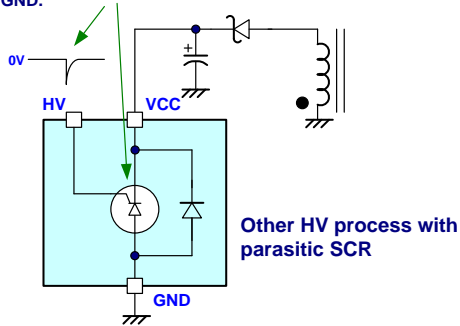 GND.
0V
+
HV
VCC
Other HV process with
parasitic SCR
GND